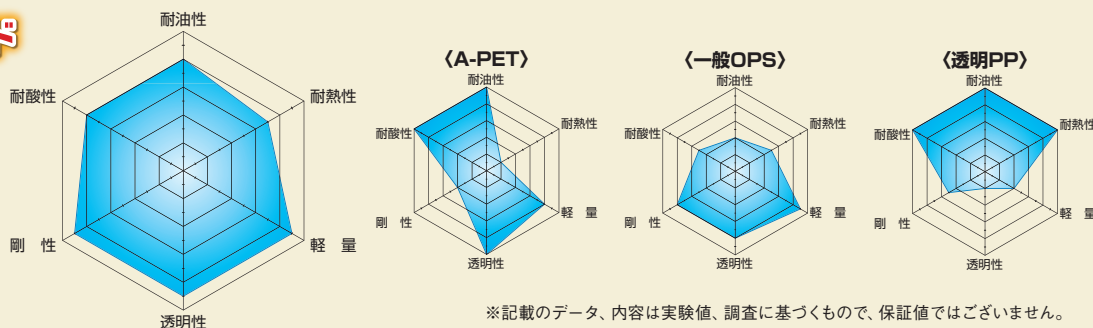 耐油性
耐酸性
耐熱性
剛 性
軽 量
透明性
〈A-PET〉
耐油性
耐酸性
耐熱性
剛 性
軽 量
透明性
〈一般OPS〉
耐油性
耐酸性
耐熱性
剛 性
軽 量
透明性
〈透明PP〉
耐油性
耐酸性
耐熱性
剛 性
軽 量
透明性
※記載のデータ、内容は実験値、調査に基づくもので、保証値ではございません。